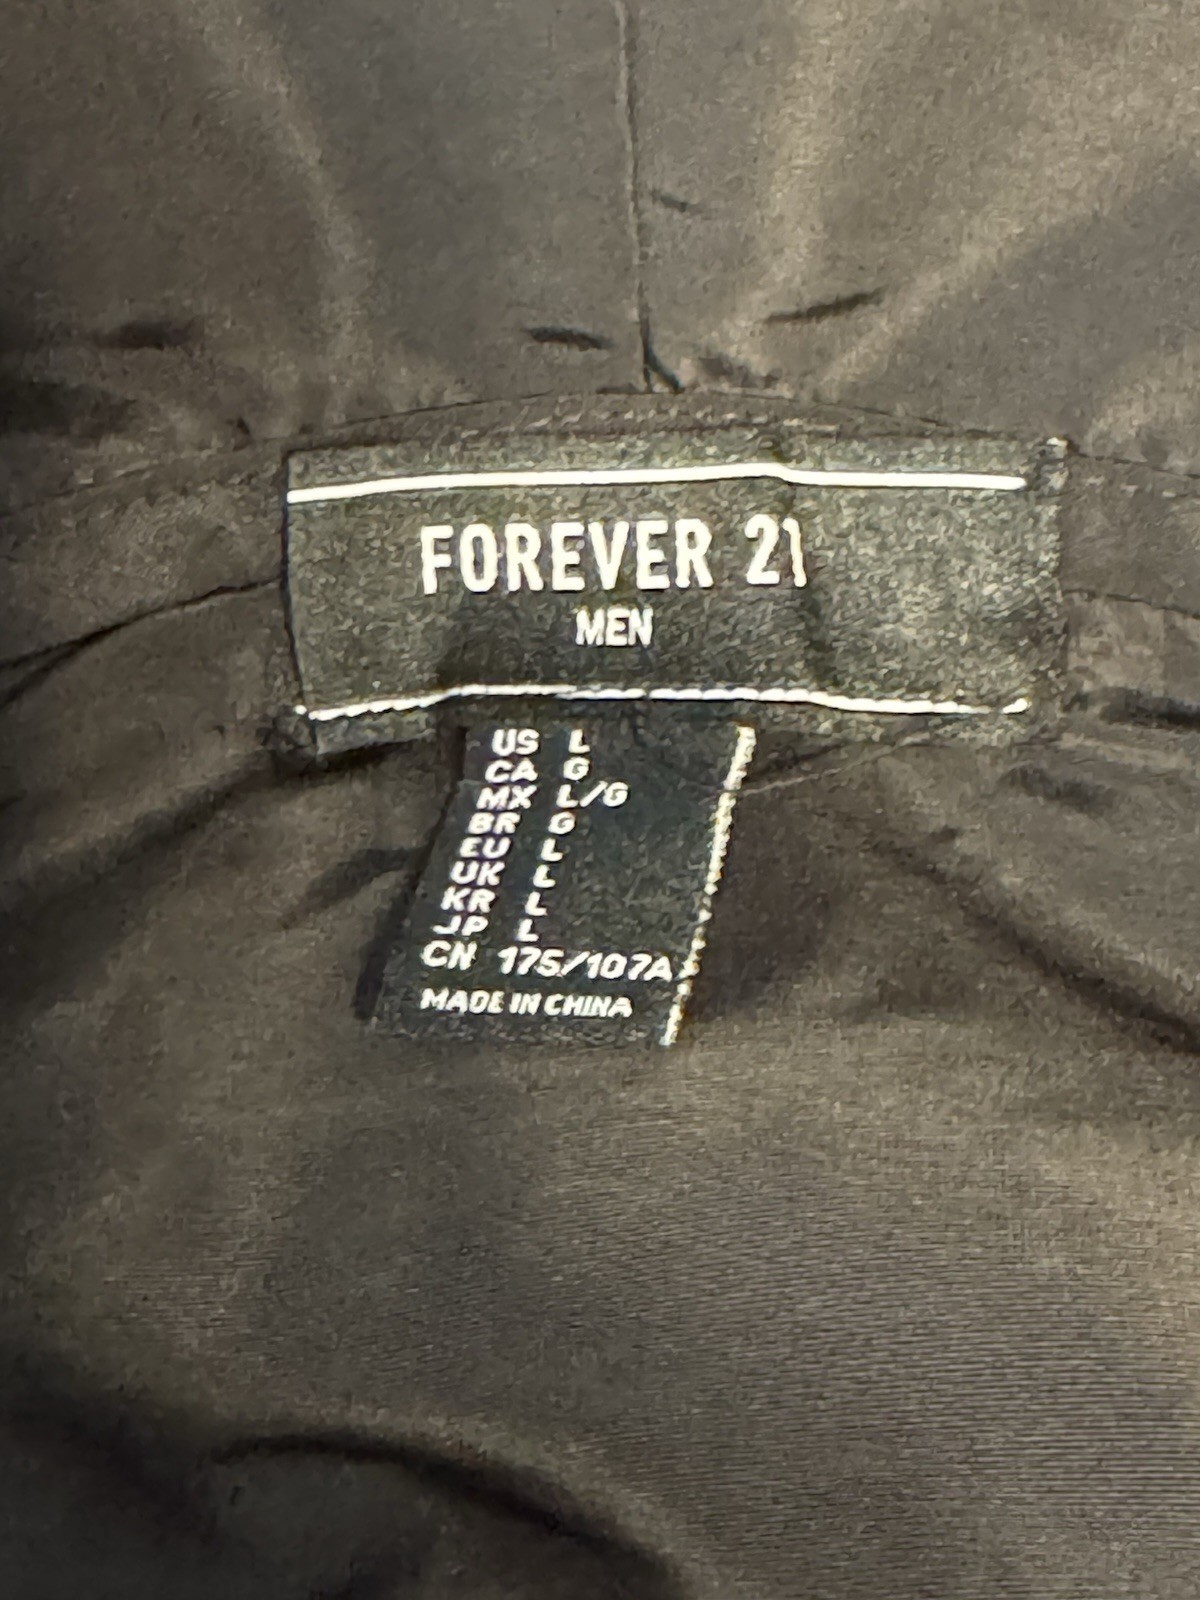 FOREVER 21
MEN
US L
CA G
MX L/G
BR G
EU L
UK L
KR L
JP L
CN 175/107A
MADE IN CHINA